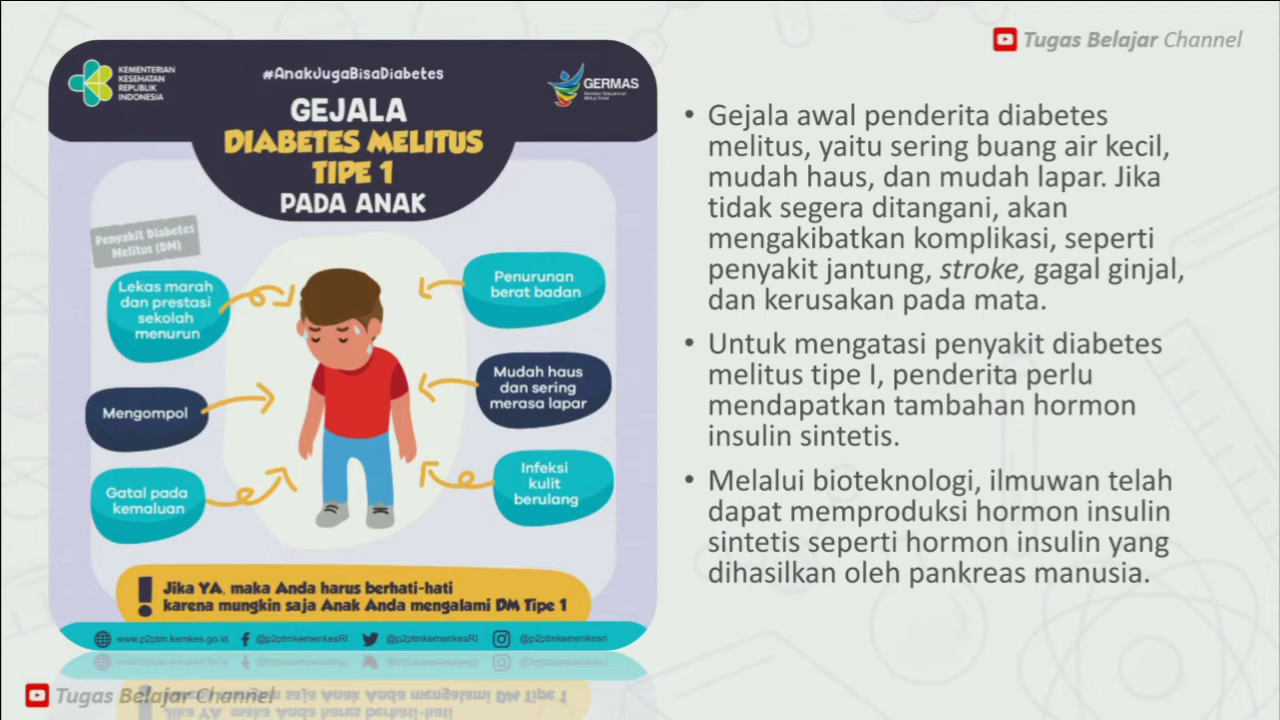 Tugas Belajar Channel
KEMENTERIAN
KESEHATAN
REPUBLIK
INDONESIA
#AnakJugaBisaDiabetes
GERMAS
GEJALA
DIABETES MELITUS
TIPE 1
PADA ANAK
Penyakit Diabetes
Melitus (DM)
Lekas marah
dan prestasi
sekolah
menurun
Mengompol
Gatal pada
kemaluan
Penurunan
berat badan
Mudah haus
dan sering
merasa lapar
Infeksi
kulit
berulang
! Jika YA, maka Anda harus berhati-hati
karena mungkin saja Anak Anda mengalami DM Tipe 1
www.p2ptm.kemkes.go.id @p2ptmkemenkesRI @p2ptmkemenkesRI @p2ptmkemenkesri
• Gejala awal penderita diabetes
melitus, yaitu sering buang air kecil,
mudah haus, dan mudah lapar. Jika
tidak segera ditangani, akan
mengakibatkan komplikasi, seperti
penyakit jantung, stroke, gagal ginjal,
dan kerusakan pada mata.
• Untuk mengatasi penyakit diabetes
melitus tipe I, penderita perlu
mendapatkan tambahan hormon
insulin sintetis.
• Melalui bioteknologi, ilmuwan telah
dapat memproduksi hormon insulin
sintetis seperti hormon insulin yang
dihasilkan oleh pankreas manusia.
Tugas Belajar Channel